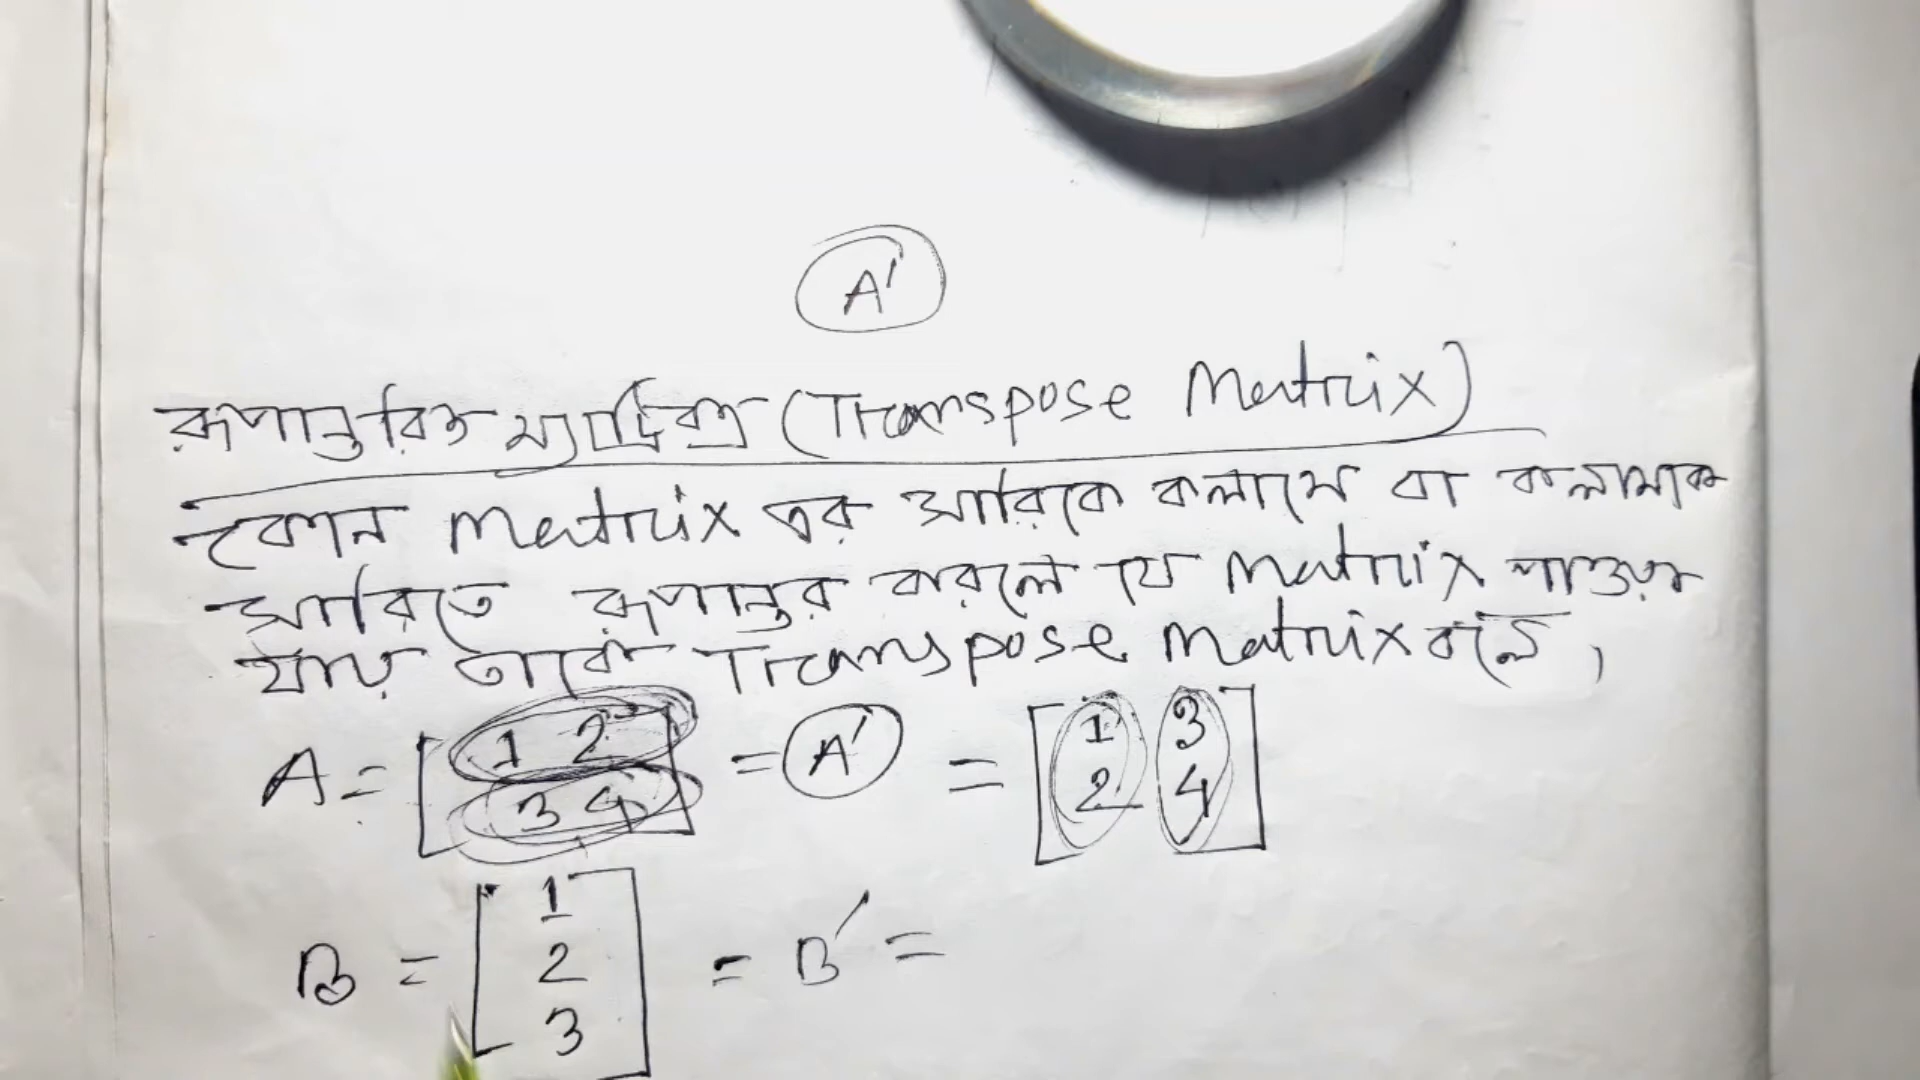 A'
রূপান্তরিত ম্যাট্রিক্স (Transpose Matrix)
কোন Matrix এর সারিকে কলামে বা কলামকে
সারিতে রূপান্তর করলে যে Matrix পাওয়া
যায় তাকে Transpose Matrix বলে,
A = [ 1 2 ] = A' = [ 1 3 ]
3 4 2 4
B = [ 1 ] = B' =
2
3